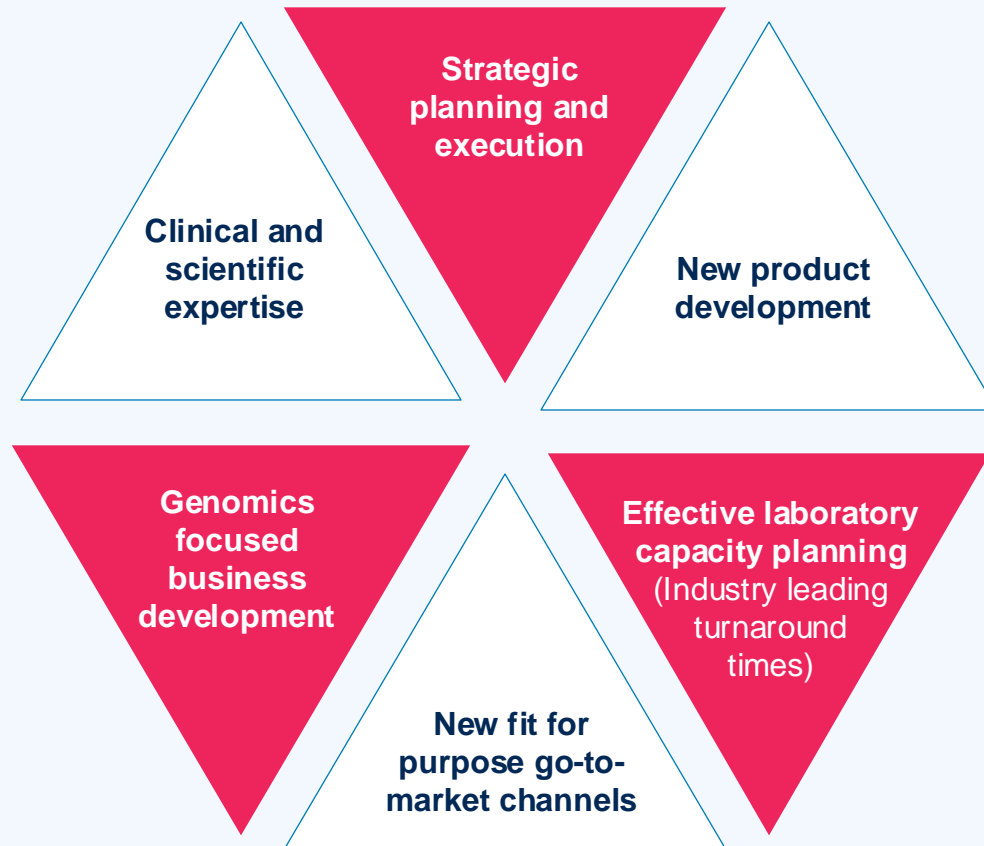 Strategic
planning and
execution
Clinical and
scientific
expertise
New product
development
Genomics
focused
business
development
Effective laboratory
capacity planning
(Industry leading
turnaround
times)
New fit for
purpose go-to-
market channels